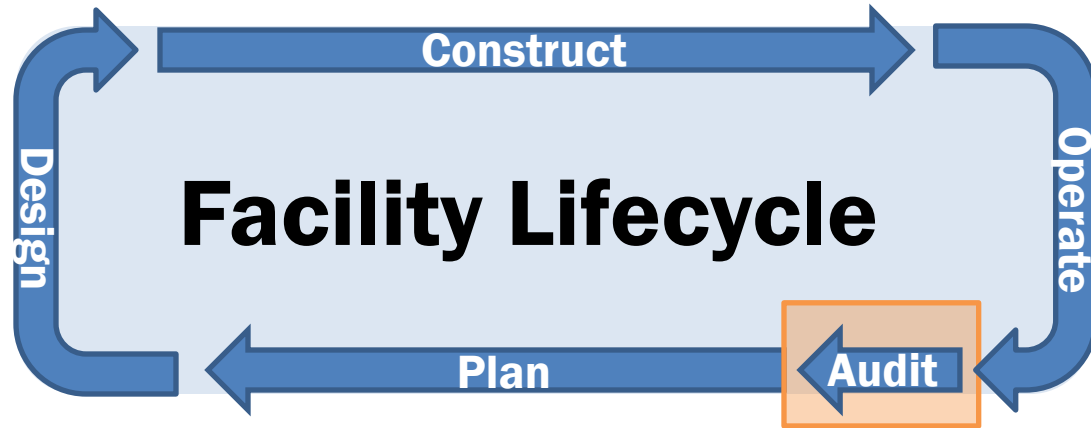 Construct
Design
Operate
Facility Lifecycle
Plan
Audit